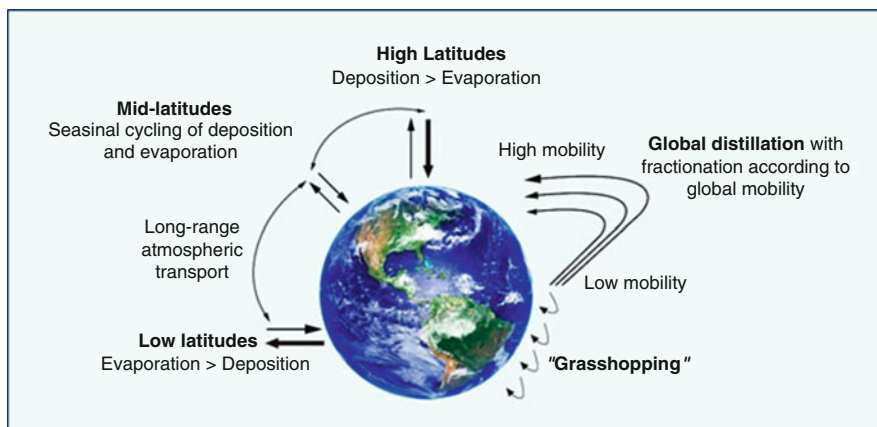 High Latitudes
Deposition > Evaporation
Mid-latitudes
Seasinal cycling of deposition
and evaporation
High mobility
Global distillation with
fractionation according to
global mobility
Long-range
atmospheric
transport
Low mobility
Low latitudes
Evaporation > Deposition
"Grasshopping"